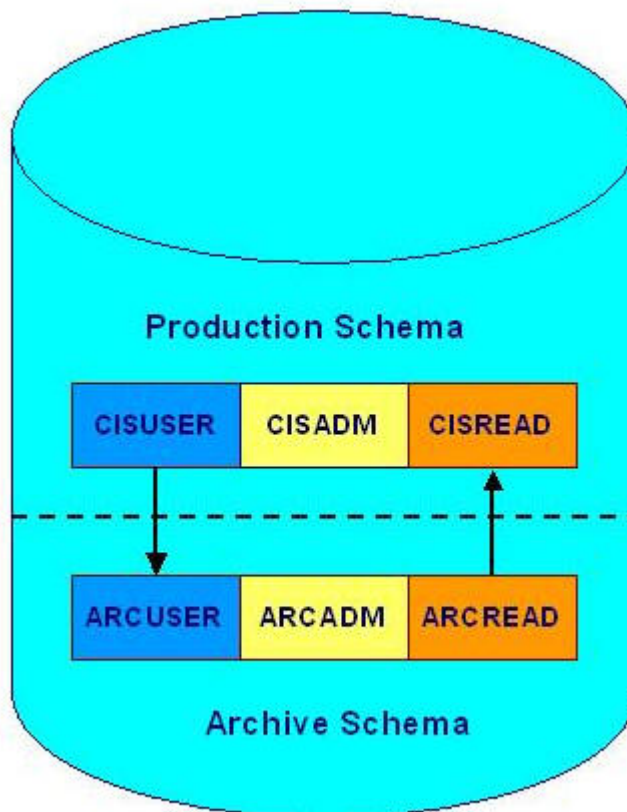 Production Schema
CISUSER CISADM CISREAD
ARCUSER ARCADM ARCREAD
Archive Schema